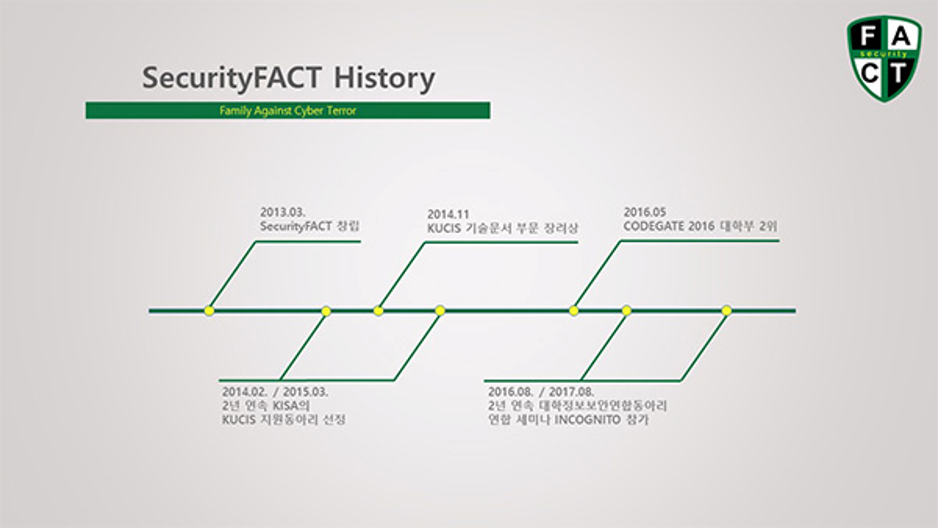 SecurityFACT History
Family Against Cyber Terror
F A
security
C T
2013.03.
SecurityFACT 창립
2014.11
KUCIS 기술문서 부문 장려상
2016.05
CODEGATE 2016 대학부 2위
2014.02. / 2015.03.
2년 연속 KISA의
KUCIS 지원동아리 선정
2016.08. / 2017.08.
2년 연속 대학정보보안연합동아리
연합 세미나 INCOGNITO 참가